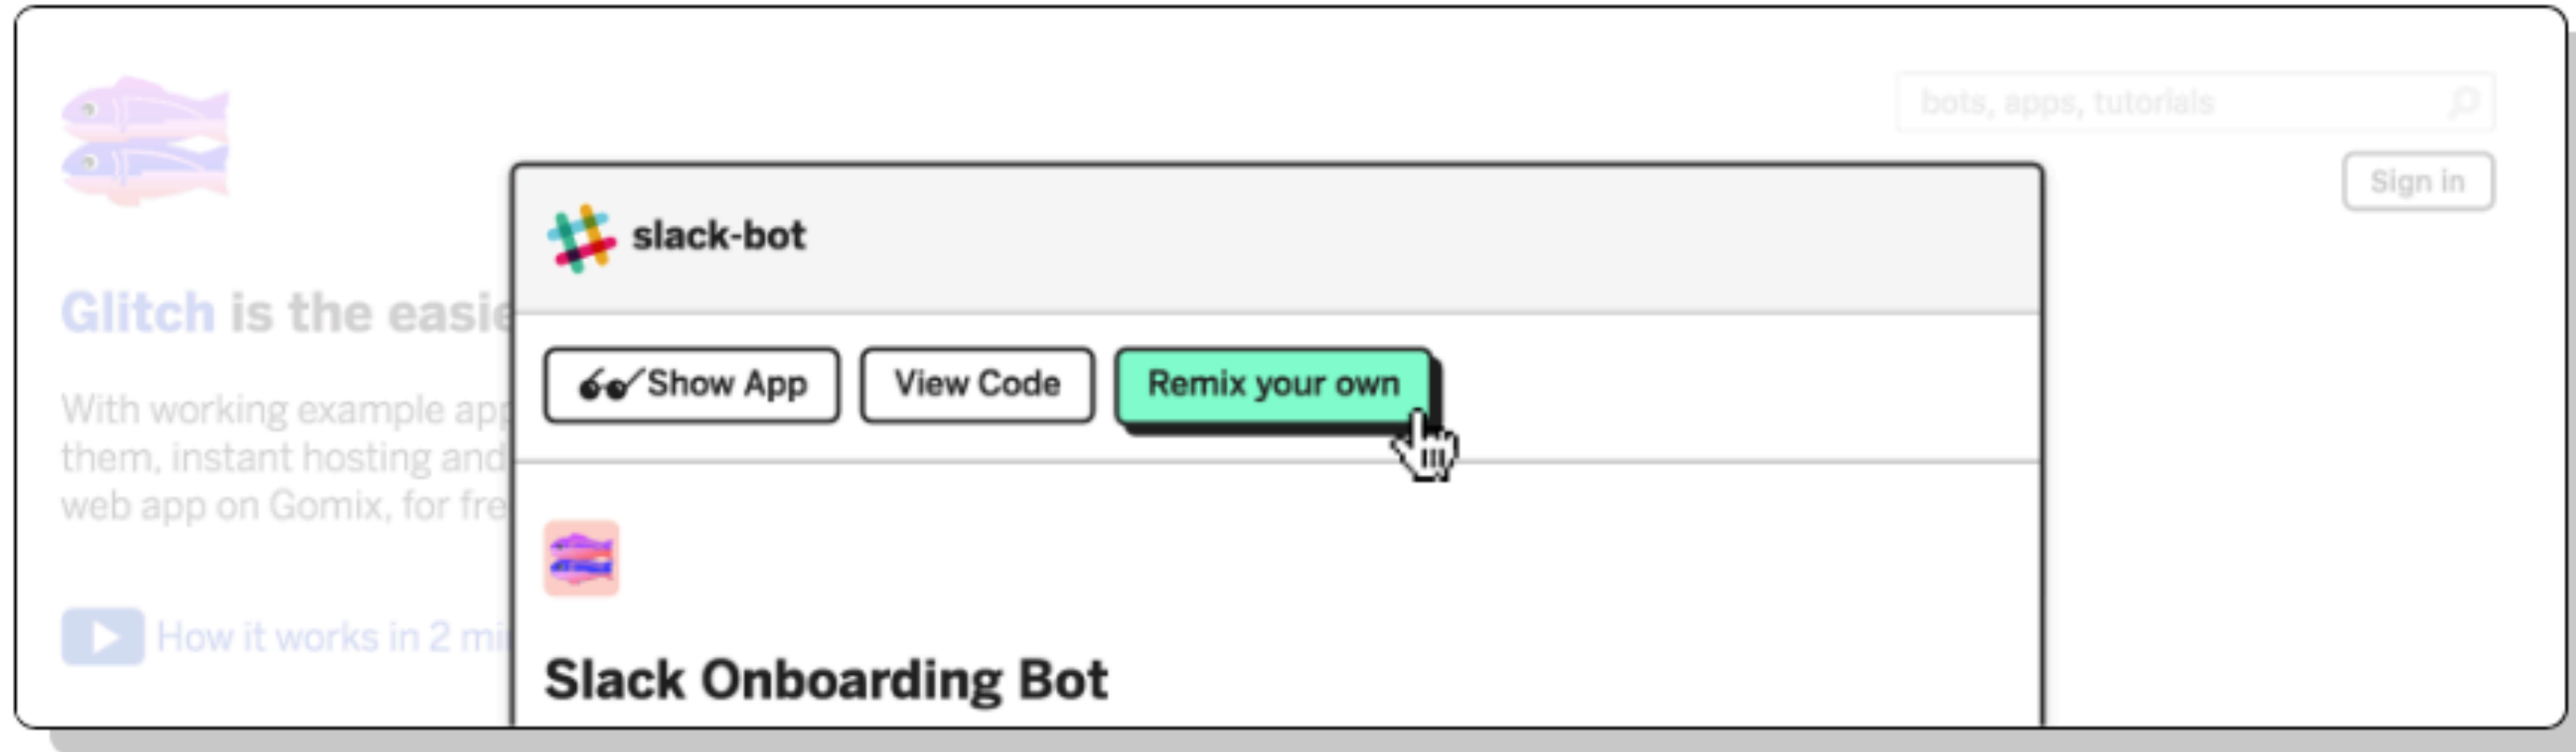 bots, apps, tutorials
Sign in
slack-bot
Glitch is the easie
Show App
View Code
Remix your own
With working example app
them, instant hosting and
web app on Gomix, for fre
How it works in 2 mi
Slack Onboarding Bot